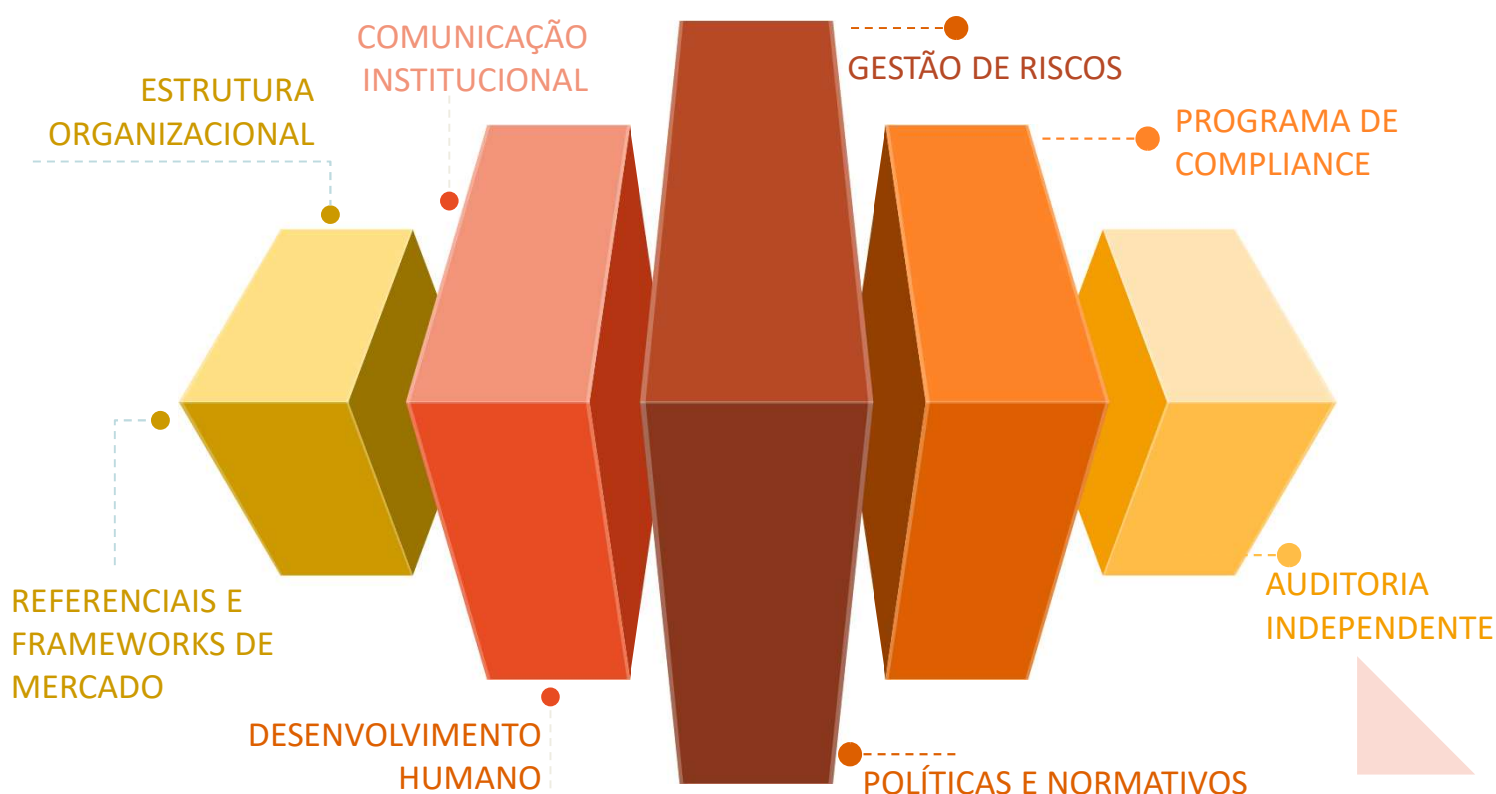 COMUNICAÇÃO
INSTITUCIONAL
GESTÃO DE RISCOS
ESTRUTURA
ORGANIZACIONAL
PROGRAMA DE
COMPLIANCE
REFERENCIAIS E
FRAMEWORKS DE
MERCADO
AUDITORIA
INDEPENDENTE
DESENVOLVIMENTO
HUMANO
POLÍTICAS E NORMATIVOS